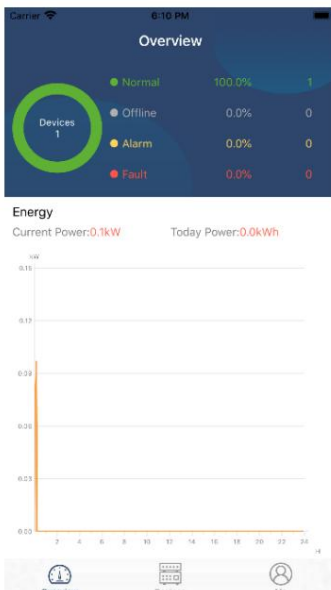 Carrier 6:10 PM
Overview
Devices
1
Normal 100.0% 1
Offline 0.0% 0
Alarm 0.0% 0
Fault 0.0% 0
Energy
Current Power:0.1kW Today Power:0.0kWh
kW
0.15
0.12
0.09
0.06
0.03
0.00
2 4 6 8 10 12 14 16 18 20 22 24
H